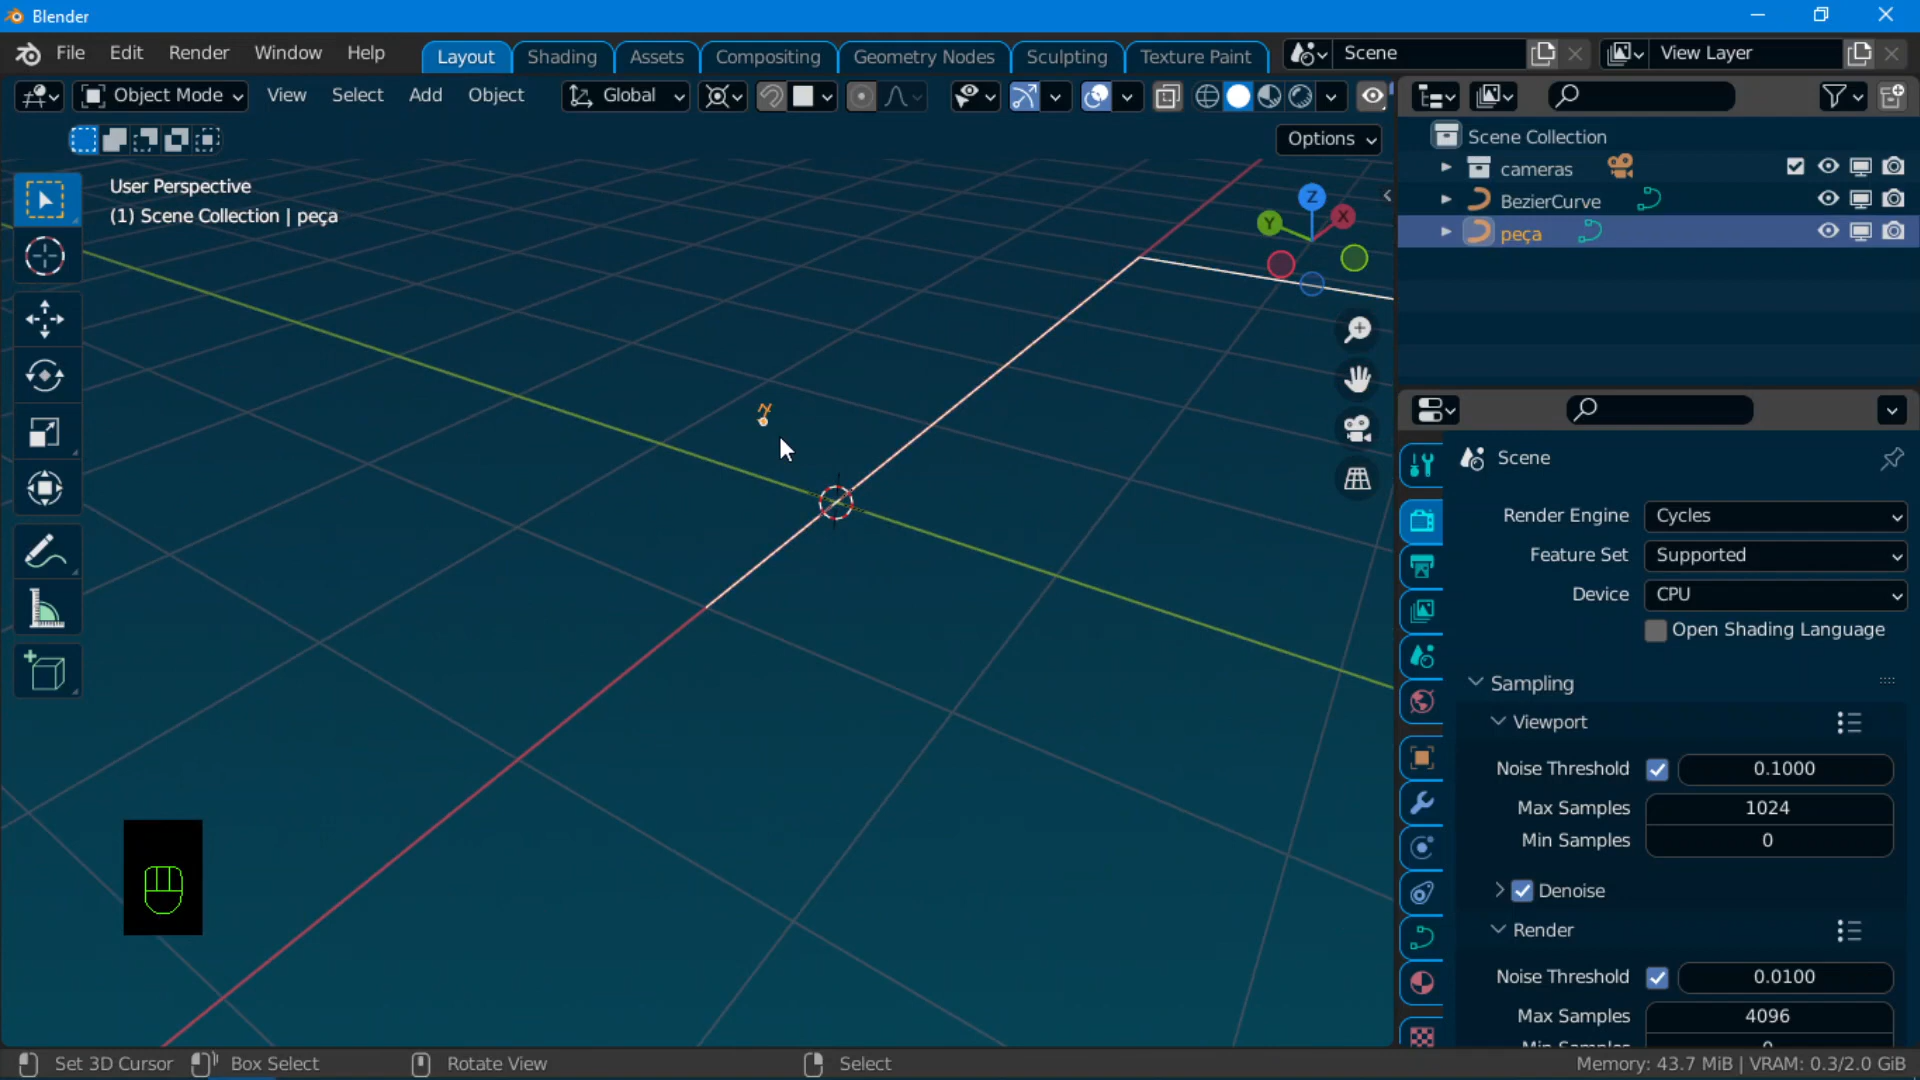 Blender
File Edit Render Window Help Layout Shading Assets Compositing Geometry Nodes Sculpting Texture Paint Scene View Layer
Object Mode View Select Add Object Global
Options
User Perspective
(1) Scene Collection | peça
Z
Y
X
Scene Collection
cameras
BezierCurve
peça
Scene
Render Engine Cycles
Feature Set Supported
Device CPU
Open Shading Language
Sampling
Viewport
Noise Threshold 0.1000
Max Samples 1024
Min Samples 0
Denoise
Render
Noise Threshold 0.0100
Max Samples 4096
Min Samples 0
Set 3D Cursor Box Select Rotate View Select Memory: 43.7 MiB | VRAM: 0.3/2.0 GiB